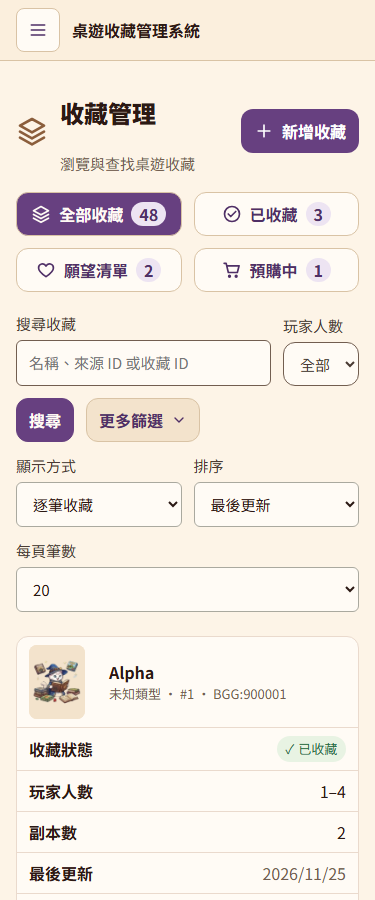 桌遊收藏管理系統
收藏管理
瀏覽與查找桌遊收藏
新增收藏
全部收藏 48
已收藏 3
願望清單 2
預購中 1
搜尋收藏
玩家人數
名稱、來源 ID 或收藏 ID
全部
搜尋
更多篩選
顯示方式
排序
逐筆收藏
最後更新
每頁筆數
20
Alpha
未知類型 · #1 · BGG:900001
收藏狀態
✓ 已收藏
玩家人數
1–4
副本數
2
最後更新
2026/11/25